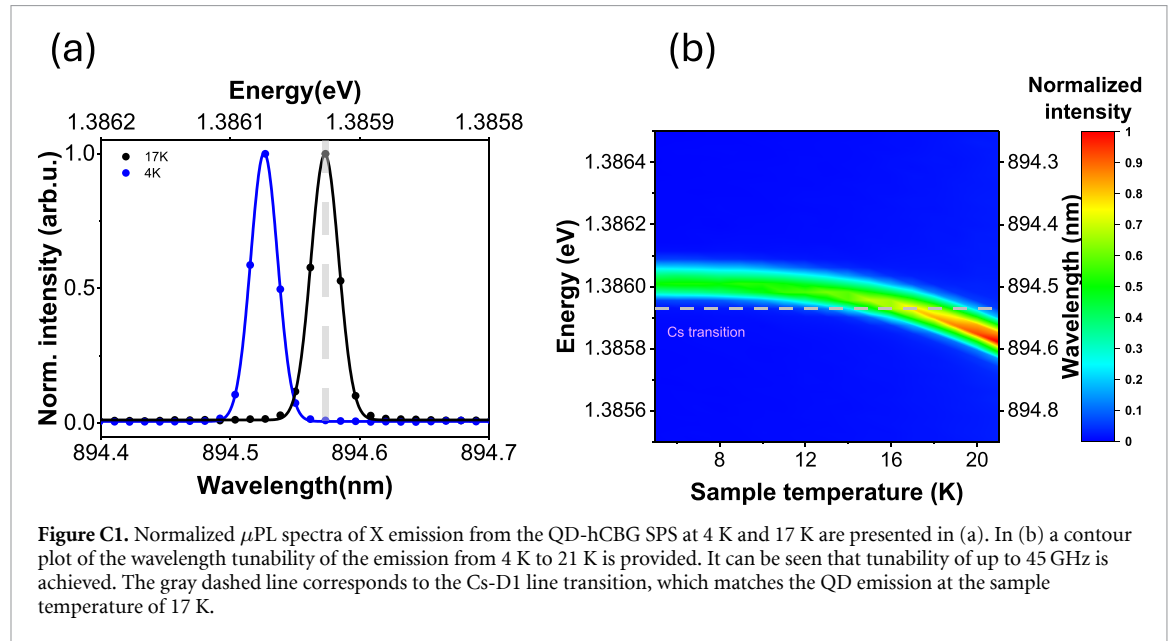 (a)
Energy(eV)
1.3862 1.3861 1.3859 1.3858
17K
4K
1.0
0.5
0.0
Norm. intensity (arb.u.)
894.4 894.5 894.6 894.7
Wavelength(nm)
(b)
Normalized
intensity
1.3864
1.3862
1.3860
1.3858
1.3856
Energy (eV)
Cs transition
8 12 16 20
Sample temperature (K)
894.3
894.4
894.5
894.6
894.8
Wavelength (nm)
1
0.9
0.8
0.7
0.6
0.5
0.4
0.3
0.2
0.1
0
Figure C1. Normalized μPL spectra of X emission from the QD-hCBG SPS at 4 K and 17 K are presented in (a). In (b) a contour
plot of the wavelength tunability of the emission from 4 K to 21 K is provided. It can be seen that tunability of up to 45 GHz is
achieved. The gray dashed line corresponds to the Cs-D1 line transition, which matches the QD emission at the sample
temperature of 17 K.